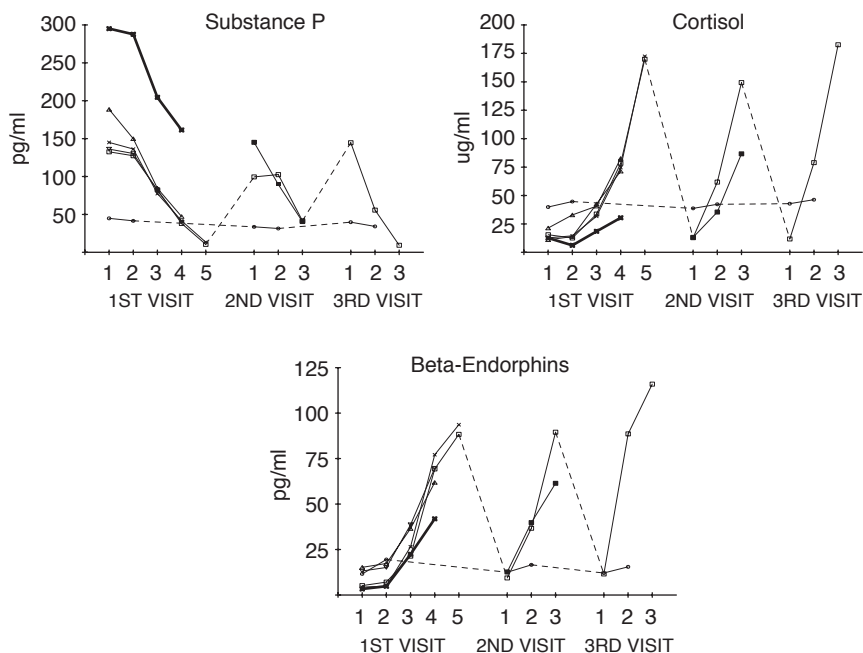 Substance P
pg/ml
300
250
200
150
100
50
1 2 3 4 5 1 2 3 1 2 3
1ST VISIT 2ND VISIT 3RD VISIT
Cortisol
ug/ml
175
150
125
100
75
50
25
1 2 3 4 5 1 2 3 1 2 3
1ST VISIT 2ND VISIT 3RD VISIT
Beta-Endorphins
pg/ml
125
100
75
50
25
1 2 3 4 5 1 2 3 1 2 3
1ST VISIT 2ND VISIT 3RD VISIT